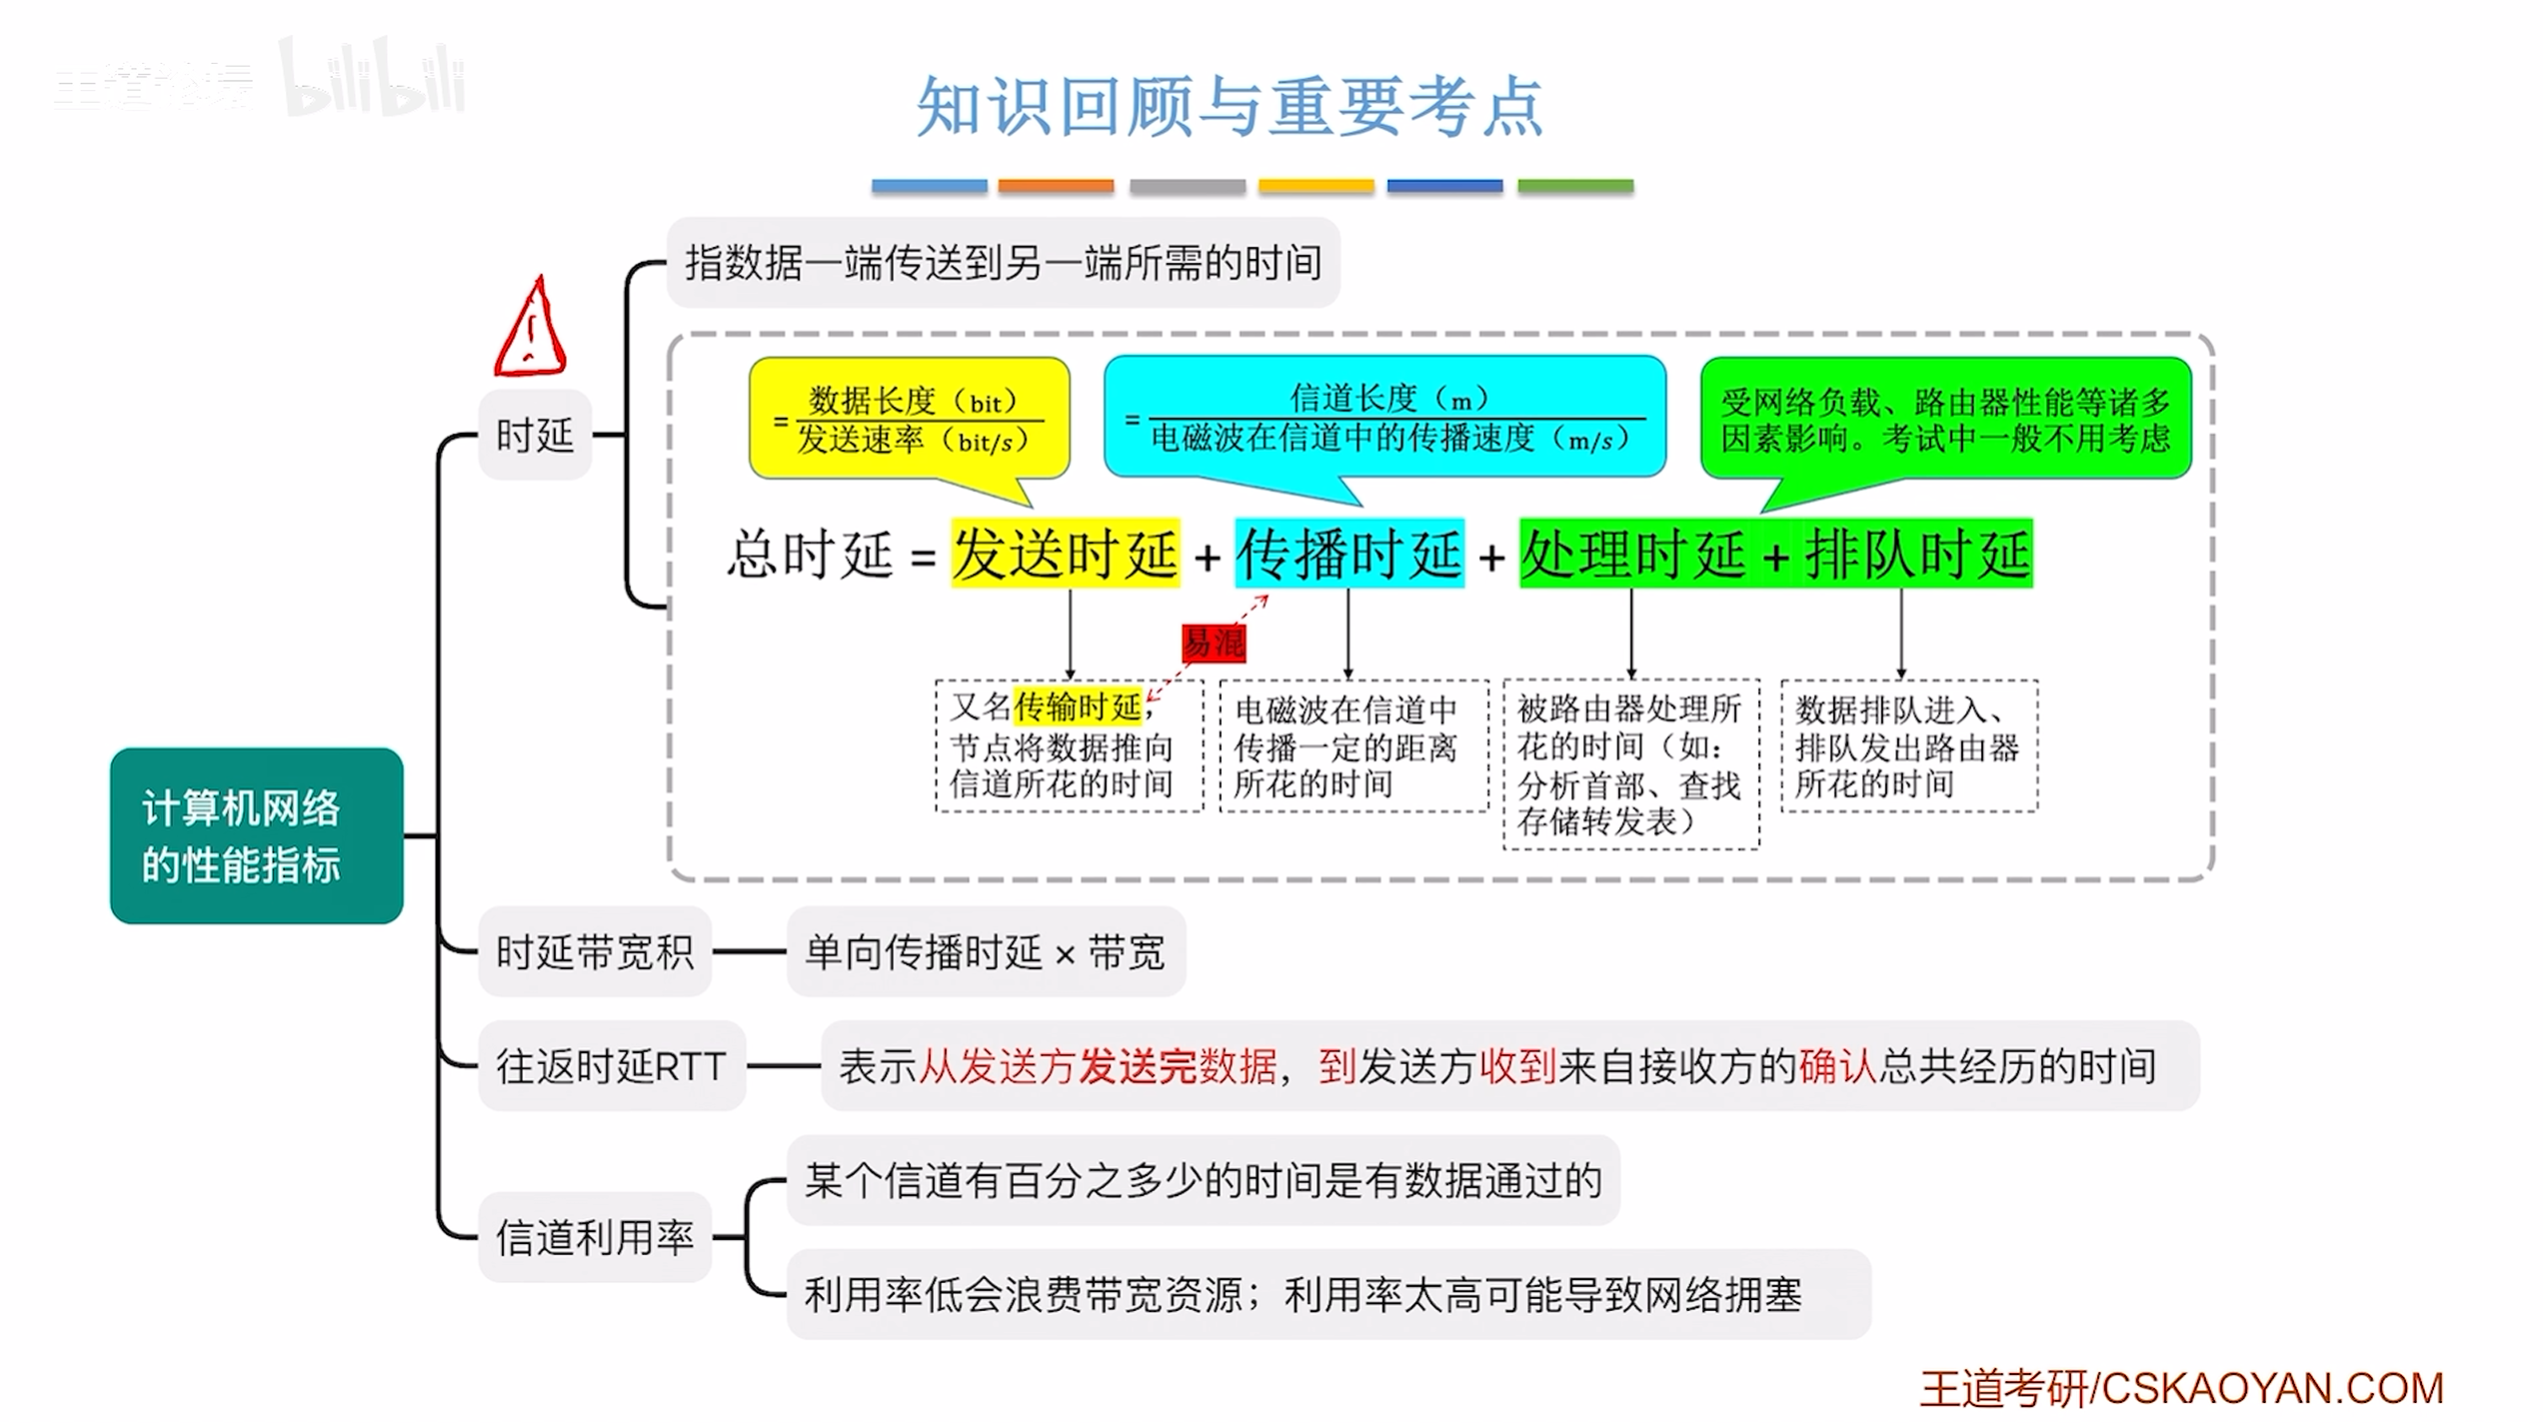 王道论坛 bilibili
知识回顾与重要考点
指数据一端传送到另一端所需的时间
!
时延
= 数据长度（bit）
发送速率（bit/s）
= 信道长度（m）
电磁波在信道中的传播速度（m/s）
受网络负载、路由器性能等诸多
因素影响。考试中一般不用考虑
总时延 = 发送时延 + 传播时延 + 处理时延 + 排队时延
易混
又名传输时延，
节点将数据推向
信道所花的时间
电磁波在信道中
传播一定的距离
所花的时间
被路由器处理所
花的时间（如：
分析首部、查找
存储转发表）
数据排队进入、
排队发出路由器
所花的时间
计算机网络
的性能指标
时延带宽积
单向传播时延 × 带宽
往返时延RTT
表示从发送方发送完数据，到发送方收到来自接收方的确认总共经历的时间
信道利用率
某个信道有百分之多少的时间是有数据通过的
利用率低会浪费带宽资源；利用率太高可能导致网络拥塞
王道考研/CSKAOYAN.COM